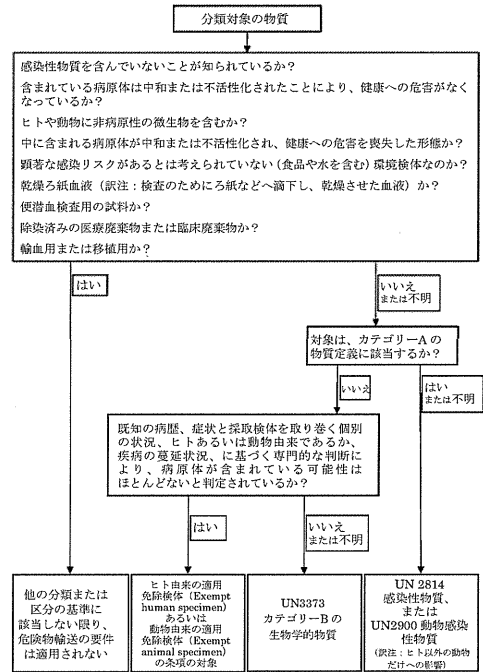 分類対象の物質
感染性物質を含んでいないことが知られているか？
含まれている病原体は中和または不活性化されたことにより、健康への危害がなく
なっているか？
ヒトや動物に非病原性の微生物を含むか？
中に含まれる病原体が中和または不活性化され、健康への危害を喪失した形態か？
顕著な感染リスクがあるとは考えられていない（食品や水を含む）環境検体なのか？
乾燥ろ紙血液（訳注：検査のためにろ紙などへ滴下し、乾燥させた血液）か？
便潜血検査用の試料か？
除染済みの医療廃棄物または臨床廃棄物か？
輸血用または移植用か？
はい
いいえ
または不明
対象は、カテゴリーAの
物質定義に該当するか？
いいえ
はい
または不明
既知の病歴、症状と採取検体を取り巻く個別
の状況、ヒトあるいは動物由来であるか、
疾病の蔓延状況、に基づく専門的な判断に
より、病原体が含まれている可能性は
ほとんどないと判定されているか？
はい
いいえ
または不明
他の分類または
区分の基準に
該当しない限り、
危険物輸送の要件
は適用されない
ヒト由来の適用
免除検体（Exempt
human specimen）
あるいは
動物由来の適用
免除検体（Exempt
animal specimen）
の条項の対象
UN3373
カテゴリーBの
生物学的物質
UN 2814
感染性物質、
または
UN2900 動物感染
性物質
（訳注：ヒト以外の動物
だけへの影響）